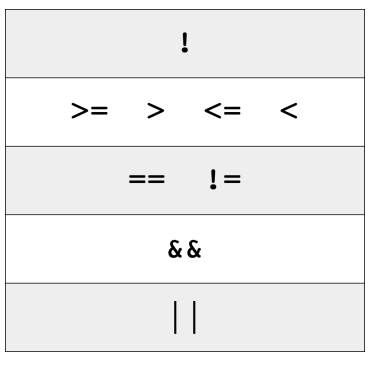 !
>= > <= <
== !=
&&
||